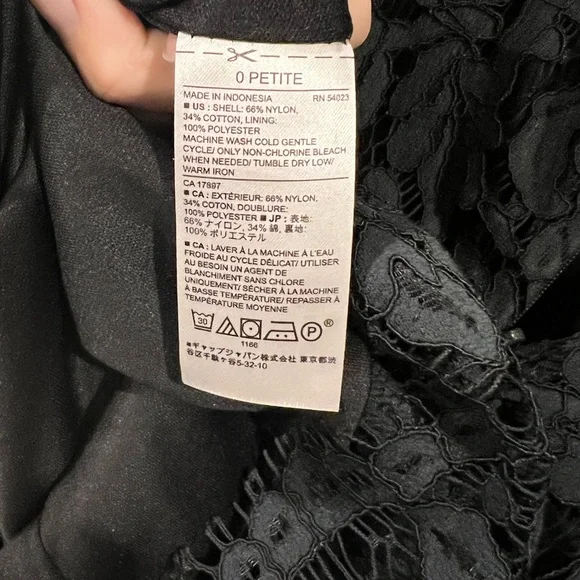 0 PETITE
MADE IN INDONESIA RN 54023
■ US : SHELL: 66% NYLON,
34% COTTON, LINING:
100% POLYESTER
MACHINE WASH COLD GENTLE
CYCLE/ ONLY NON-CHLORINE BLEACH
WHEN NEEDED/ TUMBLE DRY LOW/
WARM IRON
CA 17897
■ CA : EXTÉRIEUR: 66% NYLON,
34% COTON, DOUBLURE:
100% POLYESTER ■ JP : 表地:
66% ナイロン, 34% 綿, 裏地:
100% ポリエステル
■ CA : LAVER À LA MACHINE À L'EAU
FROIDE AU CYCLE DÉLICAT/ UTILISER
AU BESOIN UN AGENT DE
BLANCHIMENT SANS CHLORE
UNIQUEMENT/ SÉCHER À LA MACHINE
À BASSE TEMPÉRATURE/ REPASSER À
TEMPÉRATURE MOYENNE
30 P ®
1166
■ギャップジャパン株式会社 東京都渋
谷区千駄ヶ谷5-32-10